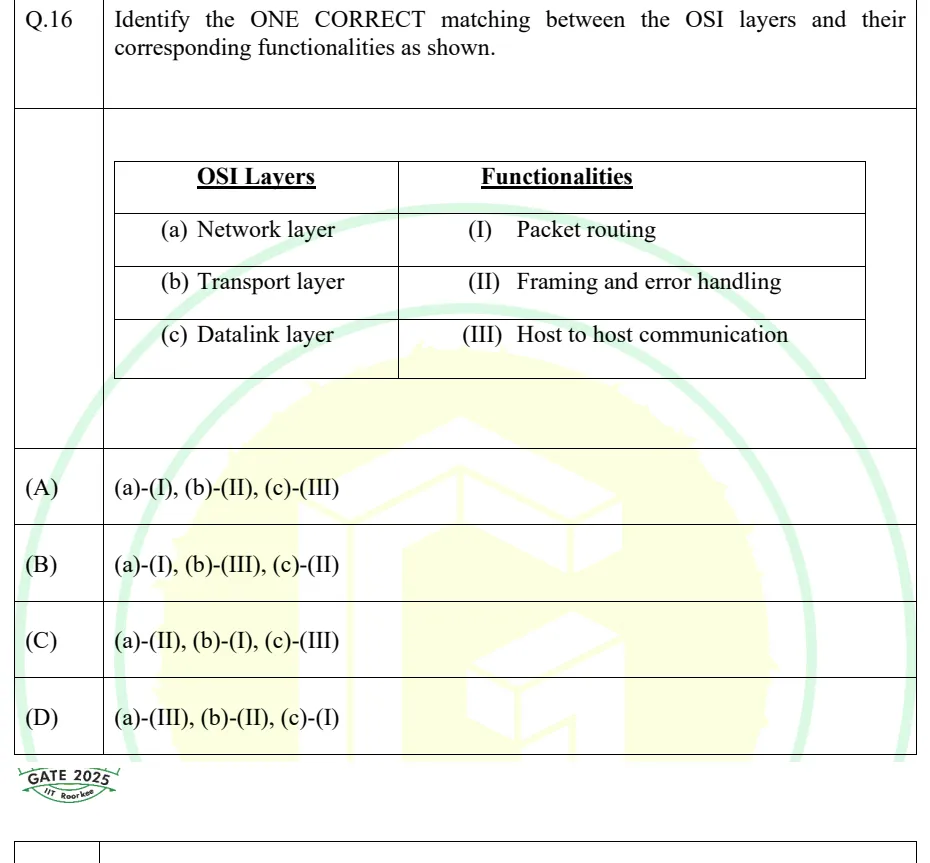 Q.16 Identify the ONE CORRECT matching between the OSI layers and their
corresponding functionalities as shown.
OSI Layers Functionalities
(a) Network layer (I) Packet routing
(b) Transport layer (II) Framing and error handling
(c) Datalink layer (III) Host to host communication
(A) (a)-(I), (b)-(II), (c)-(III)
(B) (a)-(I), (b)-(III), (c)-(II)
(C) (a)-(II), (b)-(I), (c)-(III)
(D) (a)-(III), (b)-(II), (c)-(I)
GATE 2025
IIT Roorkee